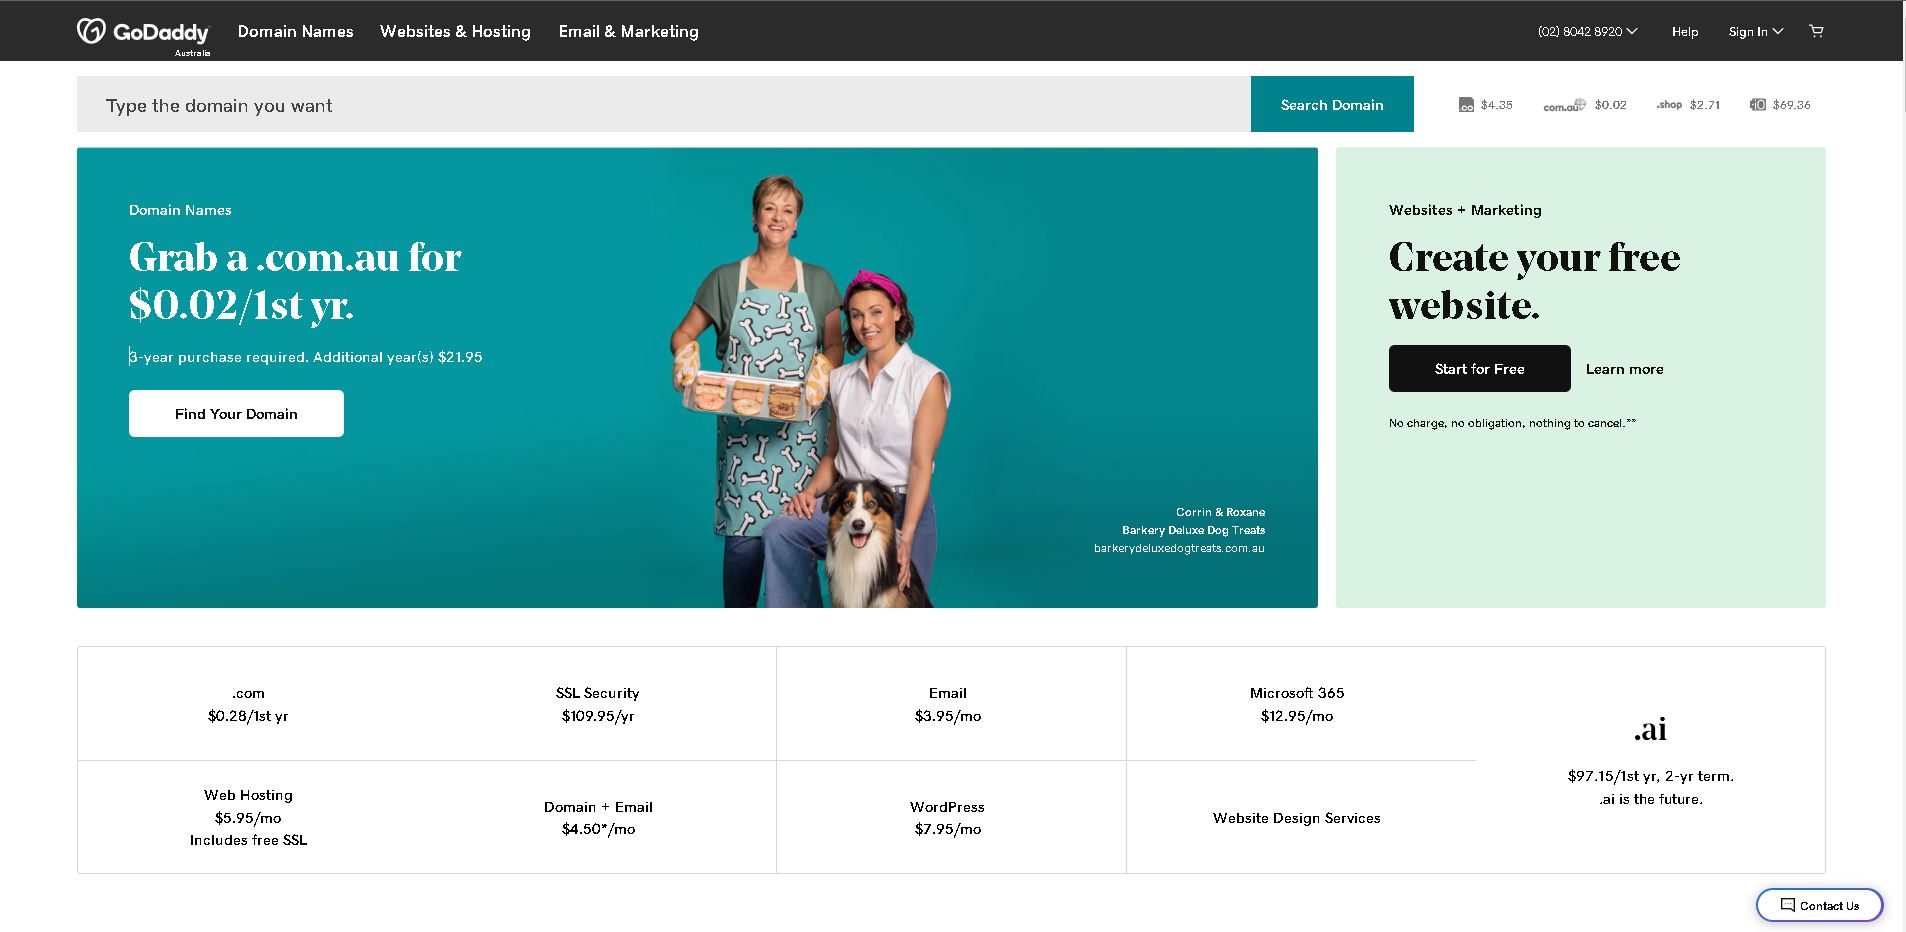 GoDaddy
Australia
Domain Names
Websites & Hosting
Email & Marketing
(02) 8042 8920
Help
Sign In
Type the domain you want
Search Domain
.co $4.35
com.au $0.02
.shop $2.71
$69.36
Domain Names
Grab a .com.au for
$0.02/1st yr.
3-year purchase required. Additional year(s) $21.95
Find Your Domain
Corrin & Roxane
Barkery Deluxe Dog Treats
barkerydeluxedogtreats.com.au
Websites + Marketing
Create your free
website.
Start for Free
Learn more
No charge, no obligation, nothing to cancel.**
.com
$0.28/1st yr
SSL Security
$109.95/yr
Email
$3.95/mo
Microsoft 365
$12.95/mo
.ai
$97.15/1st yr, 2-yr term.
.ai is the future.
Web Hosting
$5.95/mo
Includes free SSL
Domain + Email
$4.50*/mo
WordPress
$7.95/mo
Website Design Services
Contact Us